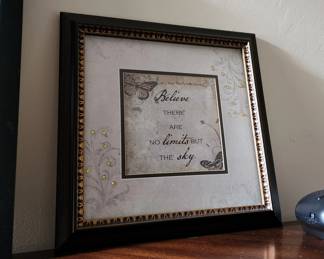 Believe
THERE
ARE
NO limits BUT
THE sky